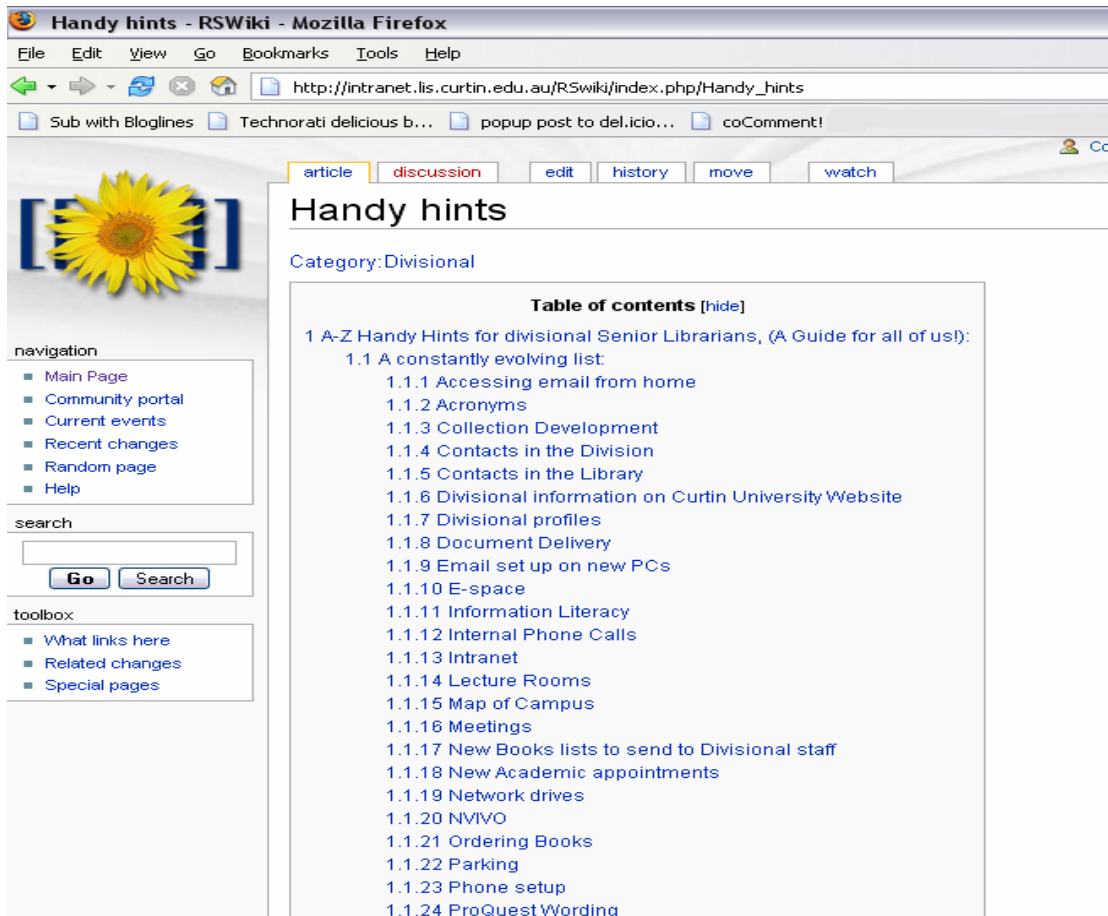 Handy hints - RSWiki - Mozilla Firefox
File Edit View Go Bookmarks Tools Help
http://intranet.lis.curtin.edu.au/RSwiki/index.php/Handy_hints
Sub with Bloglines Technorati delicious b... popup post to del.icio... coComment!
Co
article discussion edit history move watch
Handy hints
Category:Divisional
Table of contents [hide]
1 A-Z Handy Hints for divisional Senior Librarians, (A Guide for all of us!):
1.1 A constantly evolving list:
1.1.1 Accessing email from home
1.1.2 Acronyms
1.1.3 Collection Development
1.1.4 Contacts in the Division
1.1.5 Contacts in the Library
1.1.6 Divisional information on Curtin University Website
1.1.7 Divisional profiles
1.1.8 Document Delivery
1.1.9 Email set up on new PCs
1.1.10 E-space
1.1.11 Information Literacy
1.1.12 Internal Phone Calls
1.1.13 Intranet
1.1.14 Lecture Rooms
1.1.15 Map of Campus
1.1.16 Meetings
1.1.17 New Books lists to send to Divisional staff
1.1.18 New Academic appointments
1.1.19 Network drives
1.1.20 NVIVO
1.1.21 Ordering Books
1.1.22 Parking
1.1.23 Phone setup
1.1.24 ProQuest Wording
navigation
Main Page
Community portal
Current events
Recent changes
Random page
Help
search
Go Search
toolbox
What links here
Related changes
Special pages